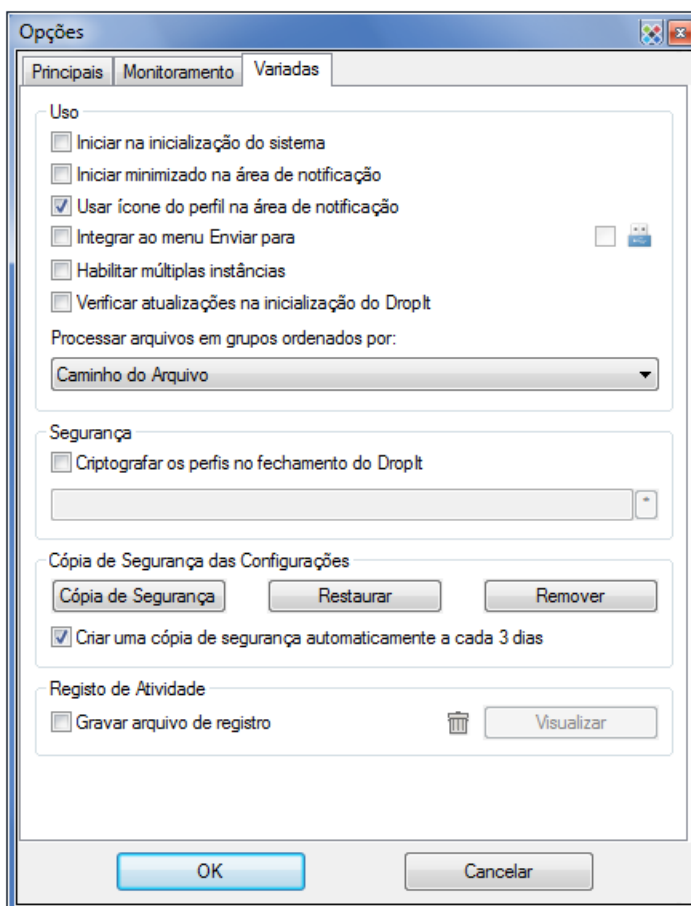 Opções
Principais Monitoramento Variadas
Uso
Iniciar na inicialização do sistema
Iniciar minimizado na área de notificação
Usar ícone do perfil na área de notificação
Integrar ao menu Enviar para
Habilitar múltiplas instâncias
Verificar atualizações na inicialização do DropIt
Processar arquivos em grupos ordenados por:
Caminho do Arquivo
Segurança
Criptografar os perfis no fechamento do DropIt
*
Cópia de Segurança das Configurações
Cópia de Segurança Restaurar Remover
Criar uma cópia de segurança automaticamente a cada 3 dias
Registo de Atividade
Gravar arquivo de registro Visualizar
OK Cancelar